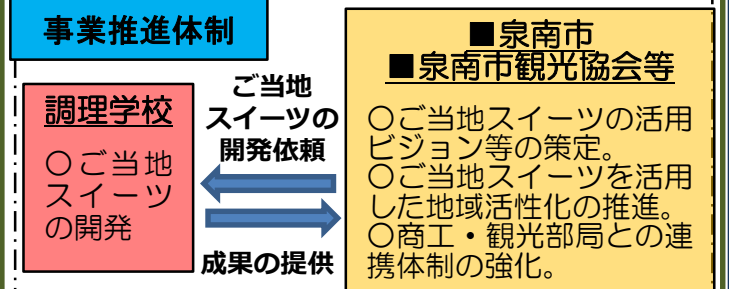 事業推進体制
調理学校
○ご当地
スイーツ
の開発
ご当地
スイーツの
開発依頼
成果の提供
■泉南市
■泉南市観光協会等
○ご当地スイーツの活用
ビジョン等の策定。
○ご当地スイーツを活用
した地域活性化の推進。
○商工・観光部局との連
携体制の強化。